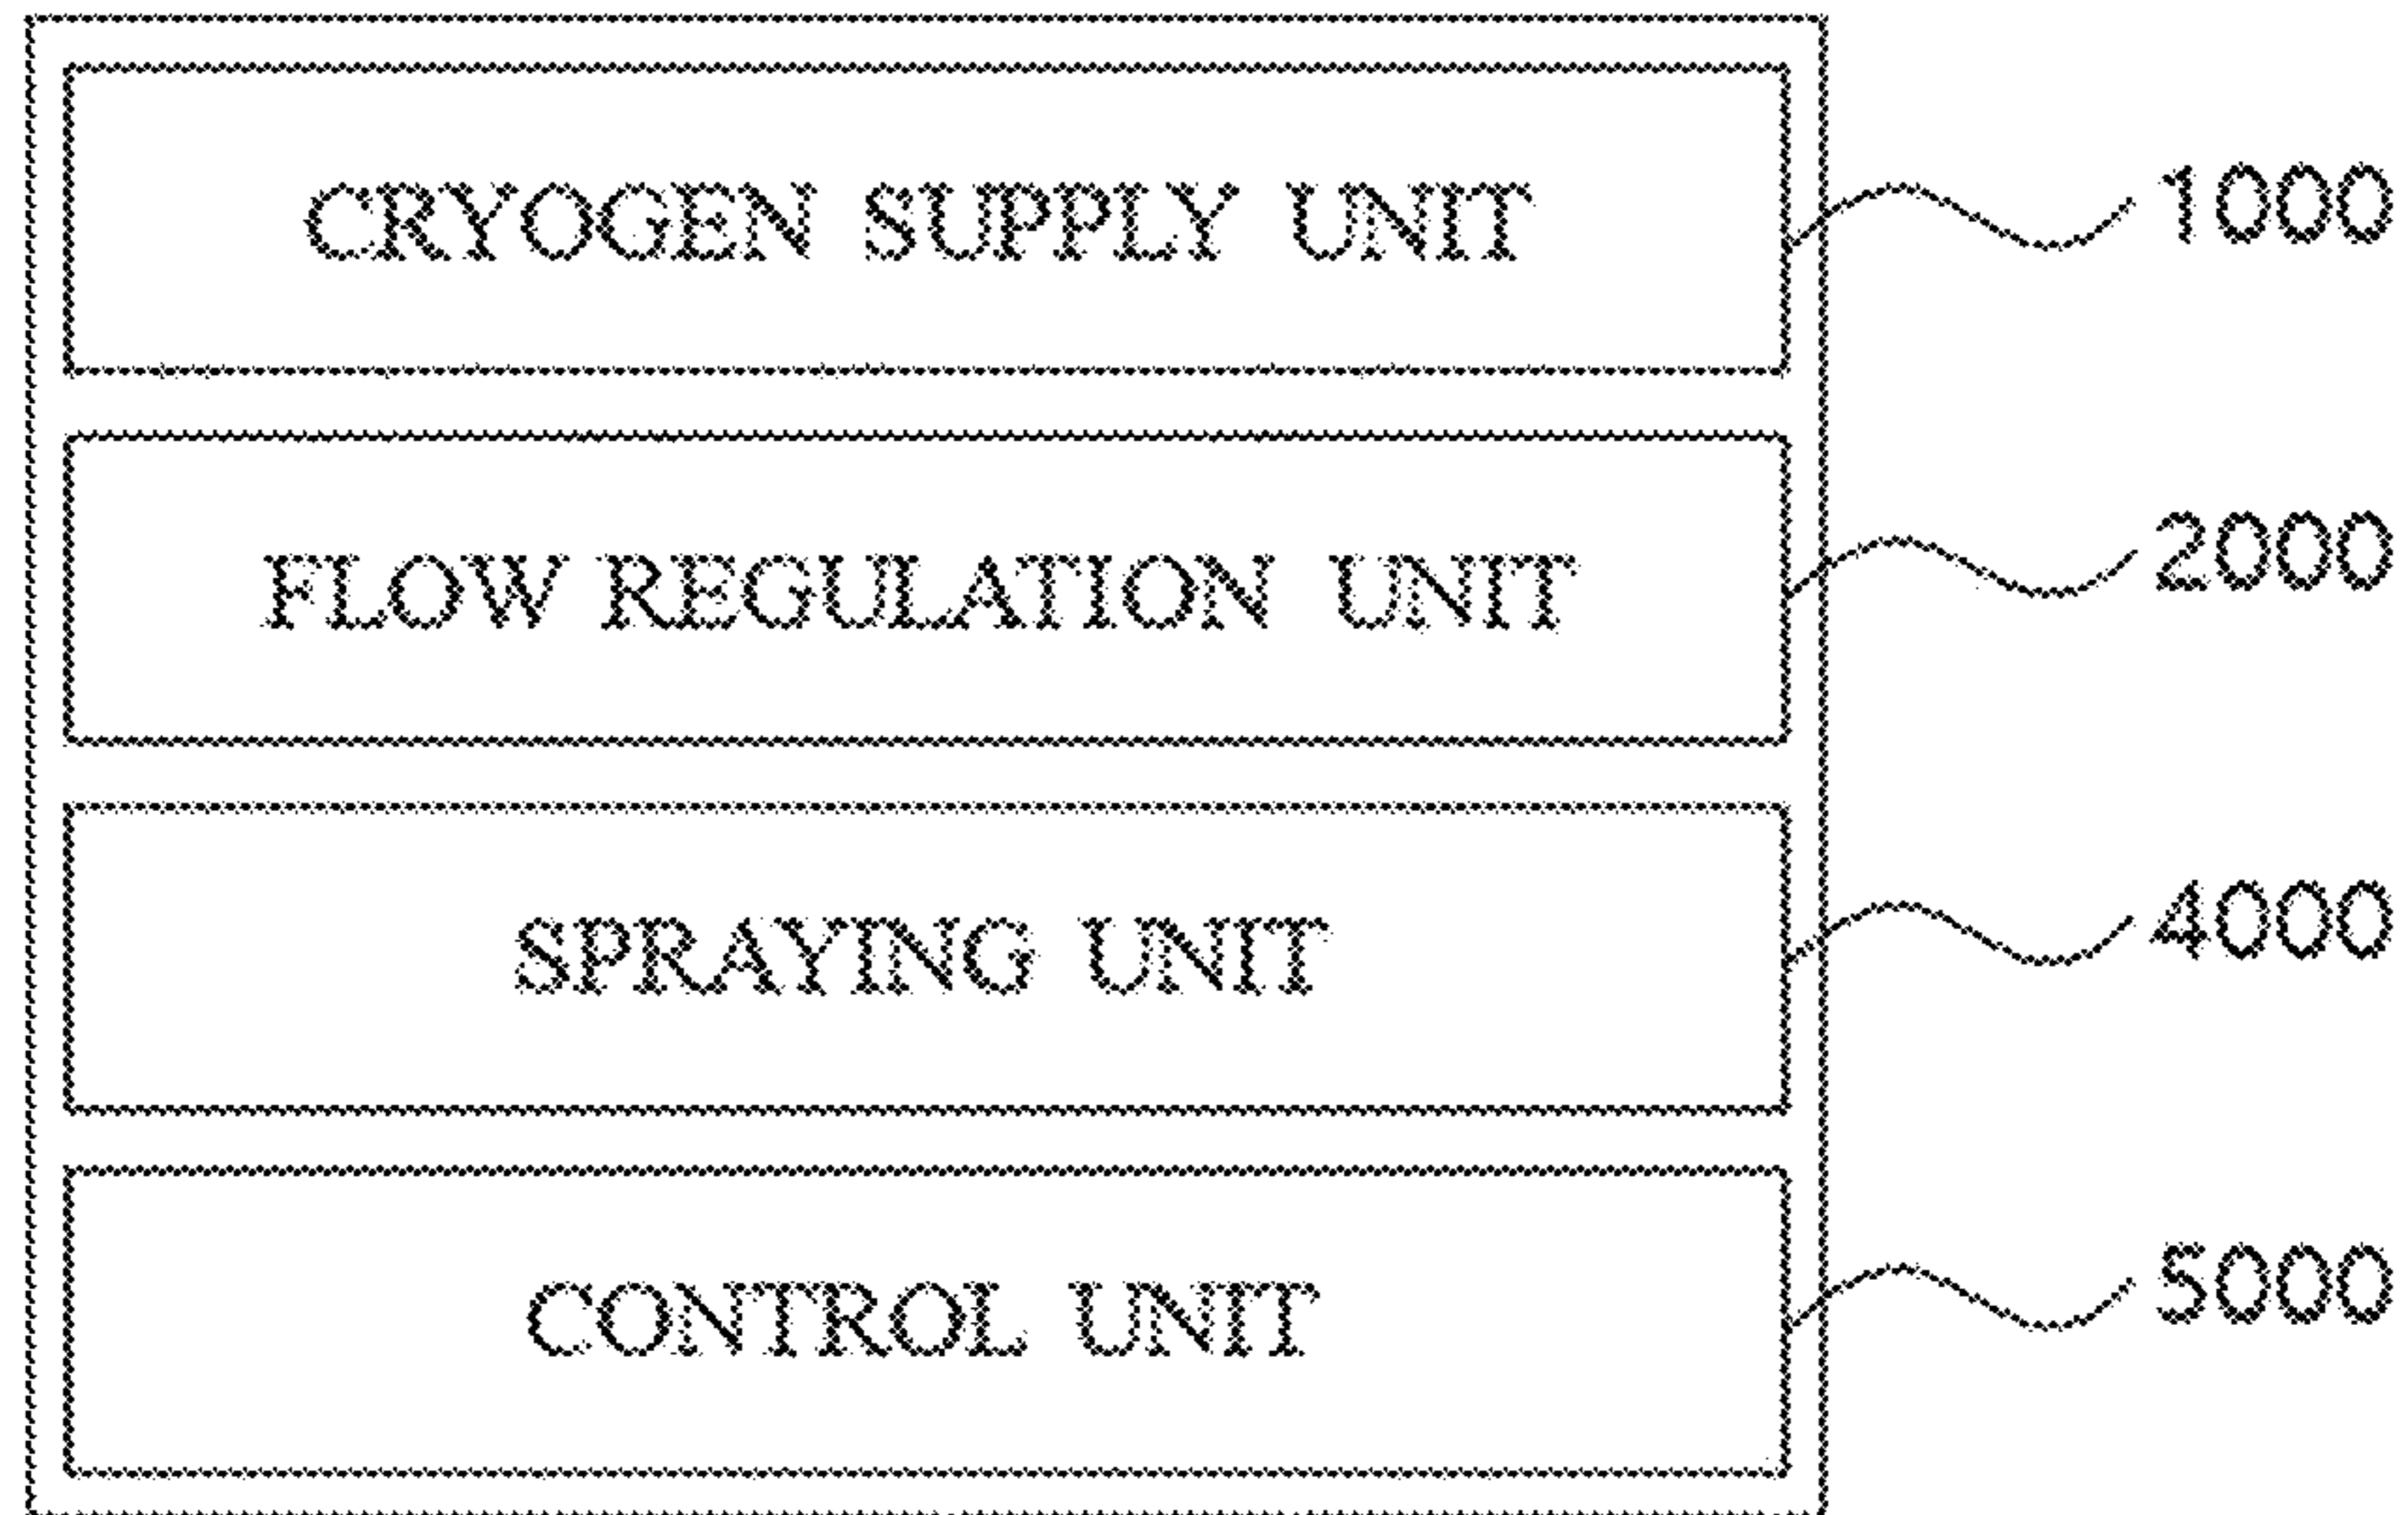 CRYOGEN SUPPLY UNIT 1000
FLOW REGULATION UNIT 2000
SPRAYING UNIT 4000
CONTROL UNIT 5000